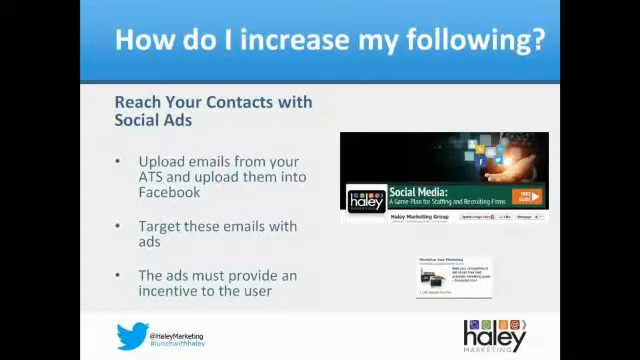 How do I increase my following?
Reach Your Contacts with
Social Ads
• Upload emails from your
ATS and upload them into
Facebook
• Target these emails with
ads
• The ads must provide an
incentive to the user
Social Media:
A Game Plan for Staffing and Recruiting Firms
haley
Haley Marketing Group
@HaleyMarketing
#lunchwithhaley
haley
MARKETING